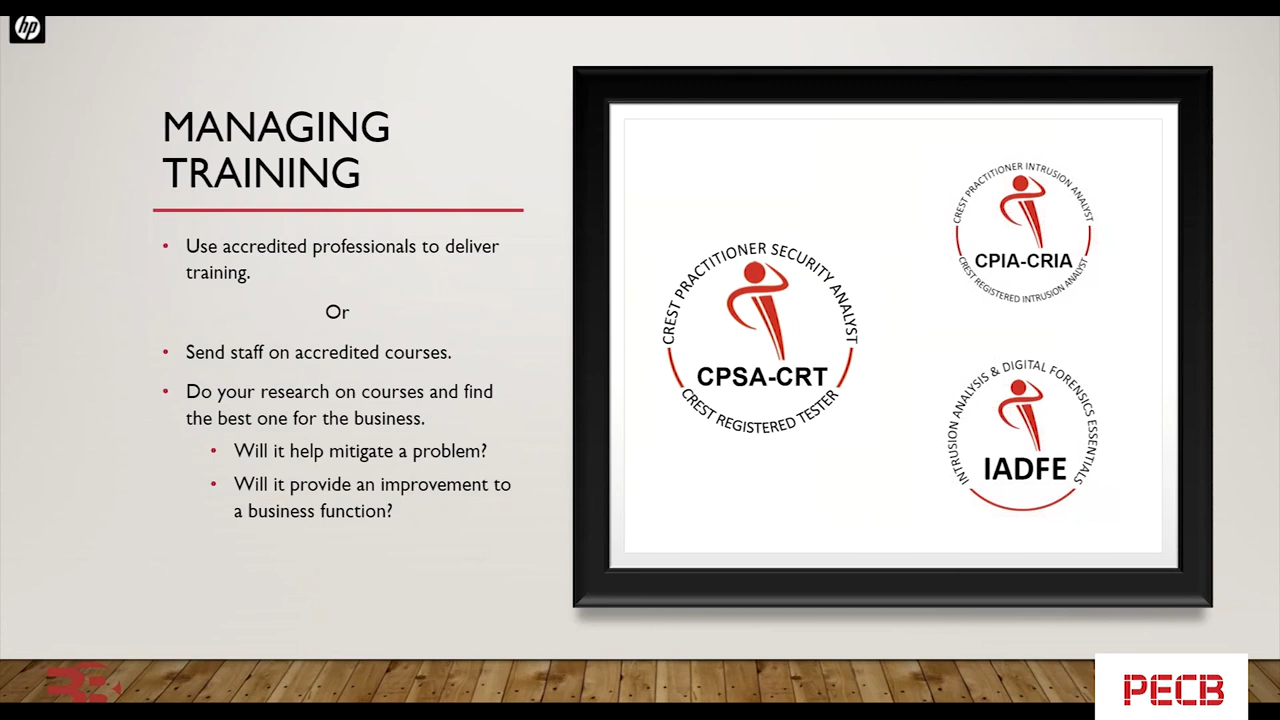 hp
MANAGING
TRAINING
• Use accredited professionals to deliver
training.
Or
• Send staff on accredited courses.
• Do your research on courses and find
the best one for the business.
• Will it help mitigate a problem?
• Will it provide an improvement to
a business function?
CREST PRACTITIONER SECURITY ANALYST
CPSA-CRT
CREST REGISTERED TESTER
CREST PRACTITIONER INTRUSION ANALYST
CPIA-CRIA
CREST REGISTERED INTRUSION ANALYST
INTRUSION ANALYSIS & DIGITAL FORENSICS ESSENTIALS
IADFE
PECB